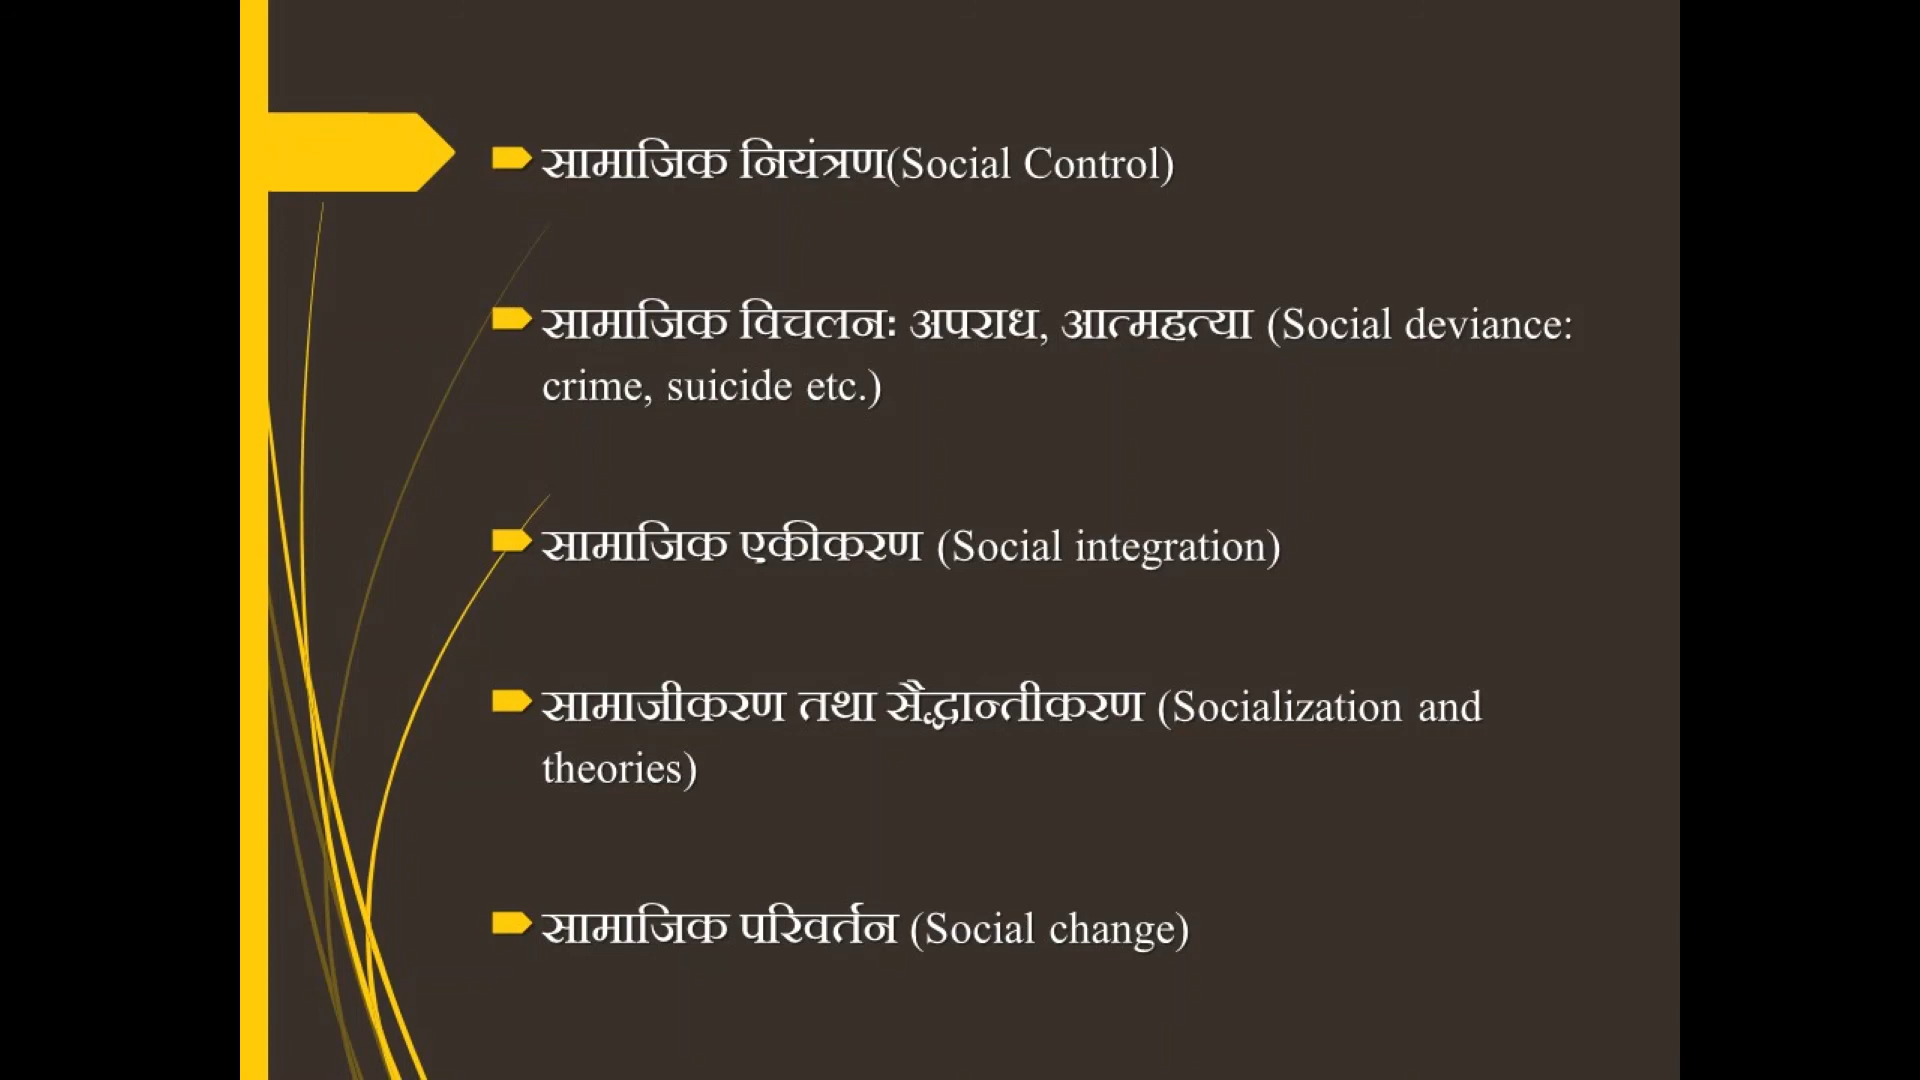 सामाजिक नियंत्रण(Social Control)
सामाजिक विचलनः अपराध, आत्महत्या (Social deviance:
crime, suicide etc.)
सामाजिक एकीकरण (Social integration)
सामाजीकरण तथा सैद्धान्तीकरण (Socialization and
theories)
सामाजिक परिवर्तन (Social change)